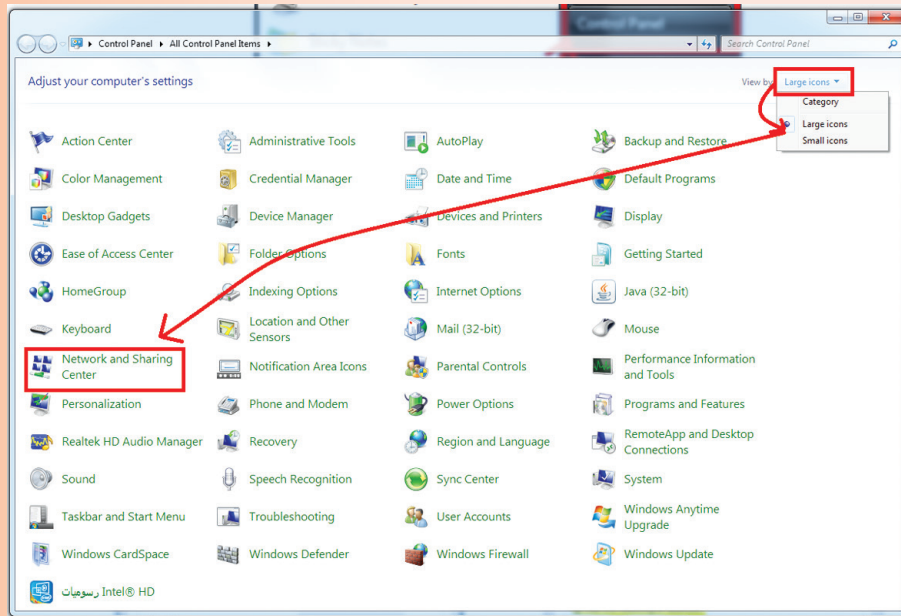 Control Panel
Control Panel ▸ All Control Panel Items ▸
Search Control Panel
Adjust your computer's settings
View by: Large icons
Category
Large icons
Small icons
Action Center
Administrative Tools
AutoPlay
Backup and Restore
Color Management
Credential Manager
Date and Time
Default Programs
Desktop Gadgets
Device Manager
Devices and Printers
Display
Ease of Access Center
Folder Options
Fonts
Getting Started
HomeGroup
Indexing Options
Internet Options
Java (32-bit)
Keyboard
Location and Other
Sensors
Mail (32-bit)
Mouse
Network and Sharing
Center
Notification Area Icons
Parental Controls
Performance Information
and Tools
Personalization
Phone and Modem
Power Options
Programs and Features
Realtek HD Audio Manager
Recovery
Region and Language
RemoteApp and Desktop
Connections
Sound
Speech Recognition
Sync Center
System
Taskbar and Start Menu
Troubleshooting
User Accounts
Windows Anytime
Upgrade
Windows CardSpace
Windows Defender
Windows Firewall
Windows Update
رسوميات Intel® HD